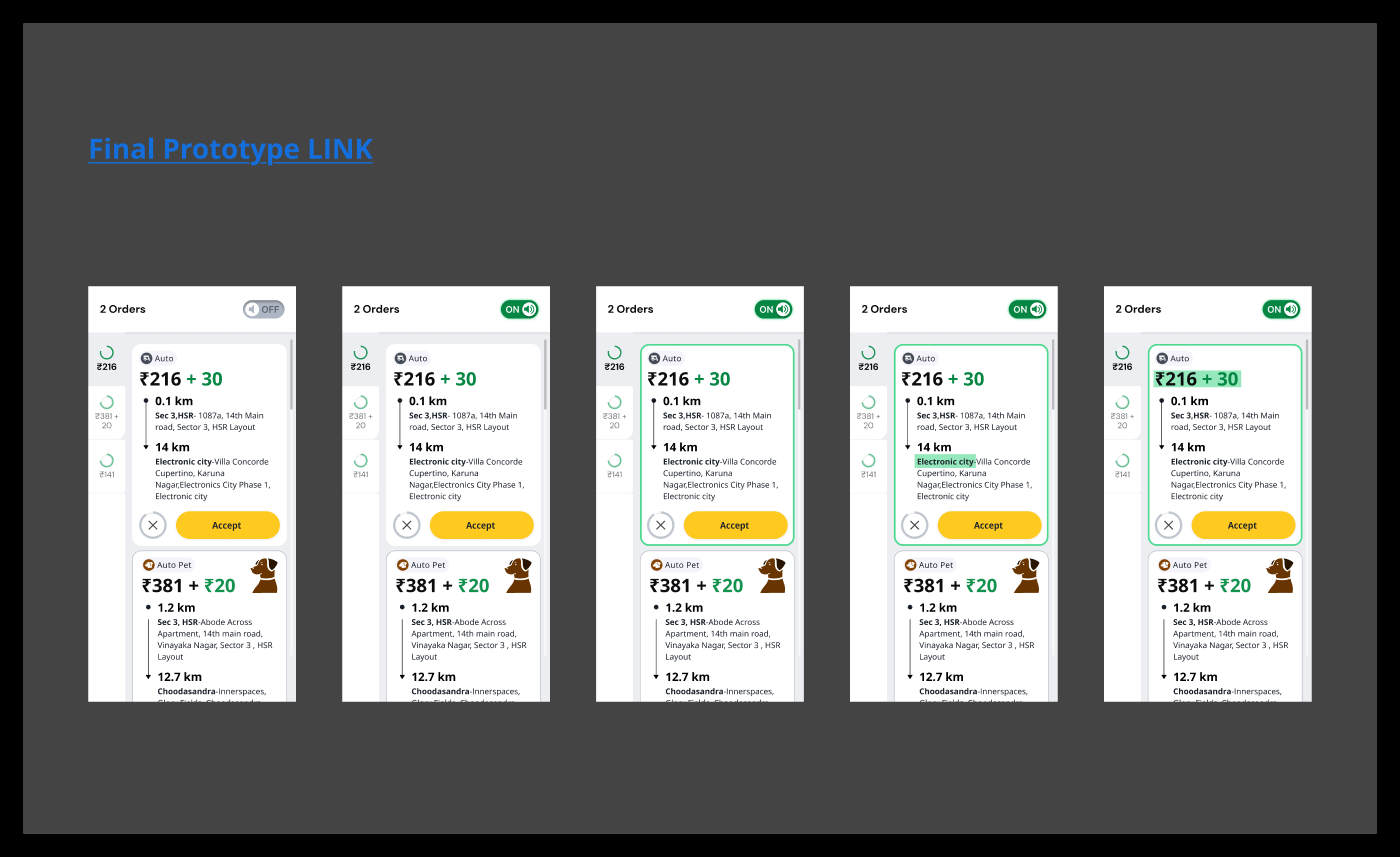 Final Prototype LINK
2 Orders
OFF
₹216
₹381 +
20
₹141
Auto
₹216 + 30
0.1 km
Sec 3,HSR- 1087a, 14th Main
road, Sector 3, HSR Layout
14 km
Electronic city-Villa Concorde
Cupertino, Karuna
Nagar,Electronics City Phase 1,
Electronic city
Accept
Auto Pet
₹381 + ₹20
1.2 km
Sec 3, HSR-Abode Across
Apartment, 14th main road,
Vinayaka Nagar, Sector 3 , HSR
Layout
12.7 km
Choodasandra-Innerspaces,
2 Orders
ON
₹216
₹381 +
20
₹141
Auto
₹216 + 30
0.1 km
Sec 3,HSR- 1087a, 14th Main
road, Sector 3, HSR Layout
14 km
Electronic city-Villa Concorde
Cupertino, Karuna
Nagar,Electronics City Phase 1,
Electronic city
Accept
Auto Pet
₹381 + ₹20
1.2 km
Sec 3, HSR-Abode Across
Apartment, 14th main road,
Vinayaka Nagar, Sector 3 , HSR
Layout
12.7 km
Choodasandra-Innerspaces,
2 Orders
ON
₹216
₹381 +
20
₹141
Auto
₹216 + 30
0.1 km
Sec 3,HSR- 1087a, 14th Main
road, Sector 3, HSR Layout
14 km
Electronic city-Villa Concorde
Cupertino, Karuna
Nagar,Electronics City Phase 1,
Electronic city
Accept
Auto Pet
₹381 + ₹20
1.2 km
Sec 3, HSR-Abode Across
Apartment, 14th main road,
Vinayaka Nagar, Sector 3 , HSR
Layout
12.7 km
Choodasandra-Innerspaces,
2 Orders
ON
₹216
₹381 +
20
₹141
Auto
₹216 + 30
0.1 km
Sec 3,HSR- 1087a, 14th Main
road, Sector 3, HSR Layout
14 km
Electronic city-Villa Concorde
Cupertino, Karuna
Nagar,Electronics City Phase 1,
Electronic city
Accept
Auto Pet
₹381 + ₹20
1.2 km
Sec 3, HSR-Abode Across
Apartment, 14th main road,
Vinayaka Nagar, Sector 3 , HSR
Layout
12.7 km
Choodasandra-Innerspaces,
2 Orders
ON
₹216
₹381 +
20
₹141
Auto
₹216 + 30
0.1 km
Sec 3,HSR- 1087a, 14th Main
road, Sector 3, HSR Layout
14 km
Electronic city-Villa Concorde
Cupertino, Karuna
Nagar,Electronics City Phase 1,
Electronic city
Accept
Auto Pet
₹381 + ₹20
1.2 km
Sec 3, HSR-Abode Across
Apartment, 14th main road,
Vinayaka Nagar, Sector 3 , HSR
Layout
12.7 km
Choodasandra-Innerspaces,